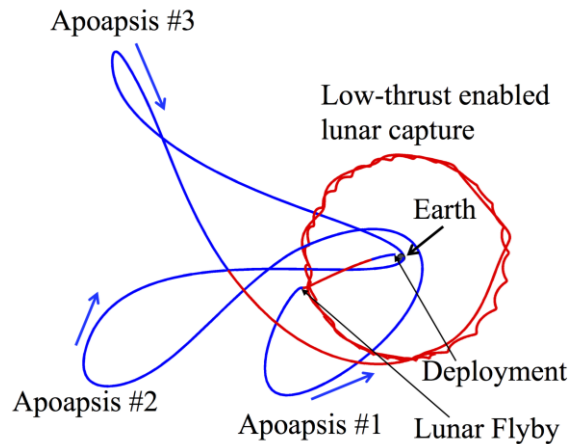 Apoapsis #3
Low-thrust enabled
lunar capture
Earth
Deployment
Apoapsis #2
Apoapsis #1
Lunar Flyby